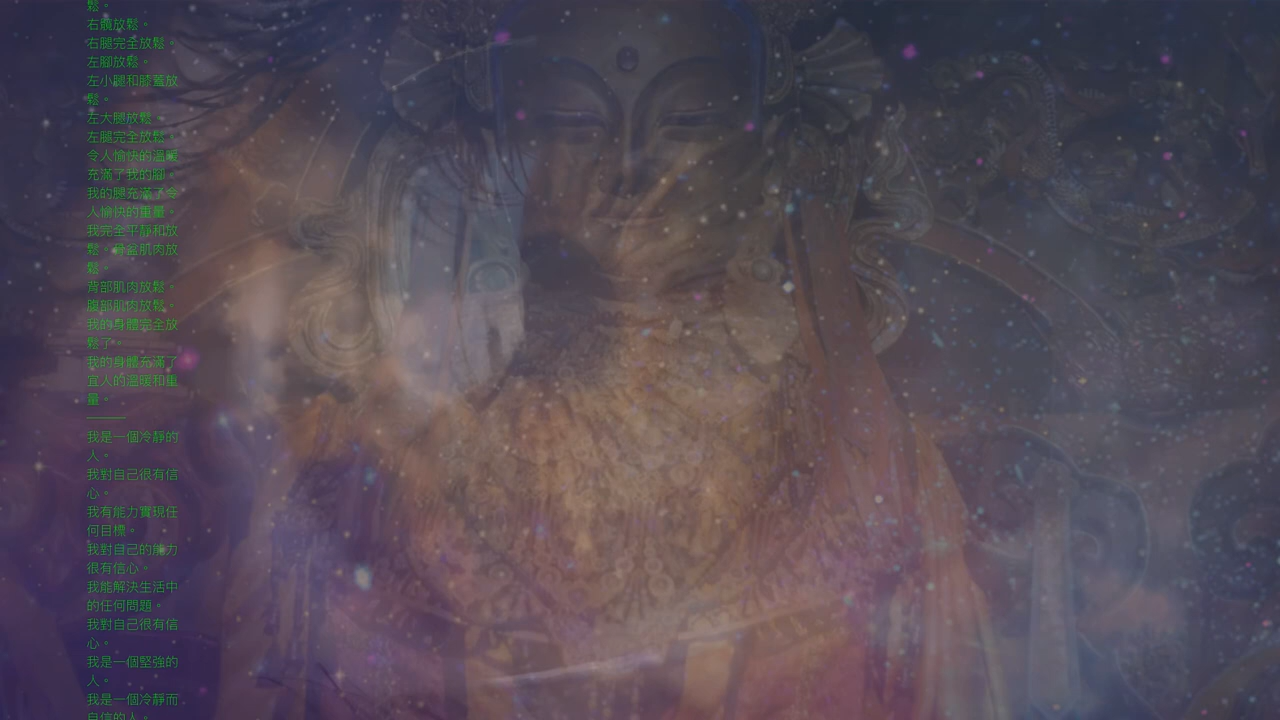 鬆。
右髖放鬆。
右腿完全放鬆。
左腳放鬆。
左小腿和膝蓋放
鬆。
左大腿放鬆。
左腿完全放鬆。
令人愉快的溫暖
充滿了我的腳。
我的腿充滿了令
人愉快的重量。
我完全平靜和放
鬆。骨盆肌肉放
鬆。
背部肌肉放鬆。
腹部肌肉放鬆。
我的身體完全放
鬆了。
我的身體充滿了
宜人的溫暖和重
量。
———
我是一個冷靜的
人。
我對自己很有信
心。
我有能力實現任
何目標。
我對自己的能力
很有信心。
我能解決生活中
的任何問題。
我對自己很有信
心。
我是一個堅強的
人。
我是一個冷靜而
自信的人。